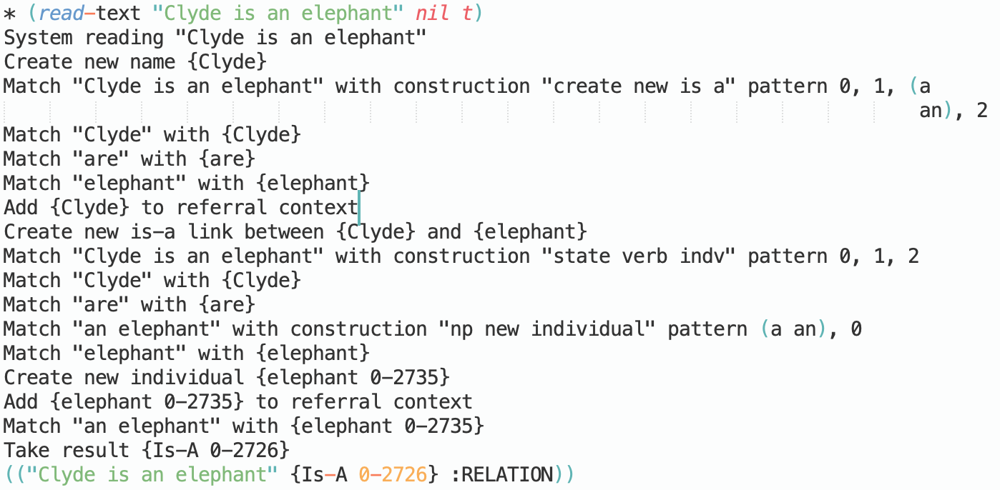 * (read-text "Clyde is an elephant" nil t)
System reading "Clyde is an elephant"
Create new name {Clyde}
Match "Clyde is an elephant" with construction "create new is a" pattern 0, 1, (a
an), 2
Match "Clyde" with {Clyde}
Match "are" with {are}
Match "elephant" with {elephant}
Add {Clyde} to referral context
Create new is-a link between {Clyde} and {elephant}
Match "Clyde is an elephant" with construction "state verb indv" pattern 0, 1, 2
Match "Clyde" with {Clyde}
Match "are" with {are}
Match "an elephant" with construction "np new individual" pattern (a an), 0
Match "elephant" with {elephant}
Create new individual {elephant 0-2735}
Add {elephant 0-2735} to referral context
Match "an elephant" with {elephant 0-2735}
Take result {Is-A 0-2726}
(("Clyde is an elephant" {Is-A 0-2726} :RELATION))